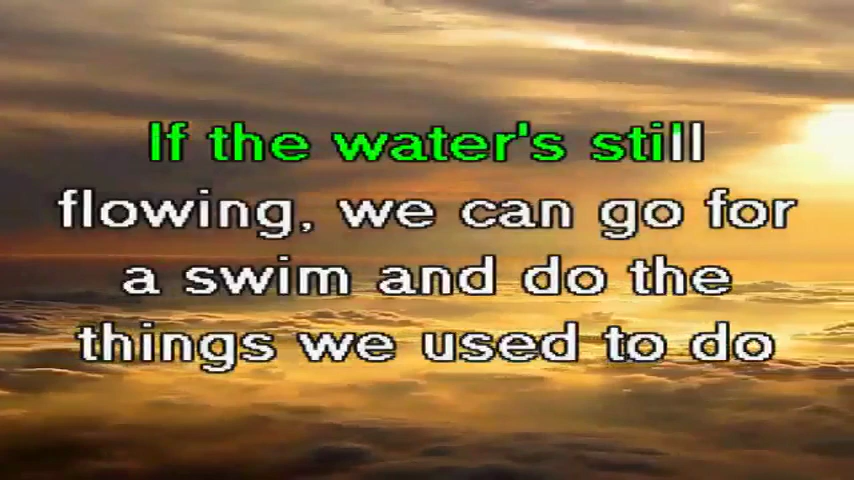 If the water's still
flowing, we can go for
a swim and do the
things we used to do